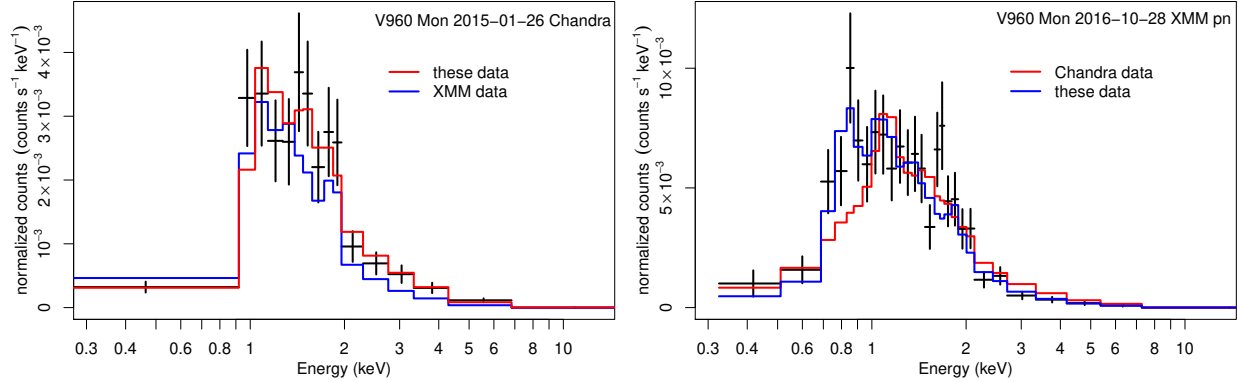 V960 Mon 2015−01−26 Chandra
these data
XMM data
normalized counts (counts s⁻¹ keV⁻¹)
4×10⁻³
3×10⁻³
2×10⁻³
10⁻³
0
0.3 0.4 0.6 0.8 1 2 3 4 6 8 10
Energy (keV)
V960 Mon 2016−10−28 XMM pn
Chandra data
these data
normalized counts (counts s⁻¹ keV⁻¹)
10×10⁻³
5×10⁻³
0
0.3 0.4 0.6 0.8 1 2 3 4 6 8 10
Energy (keV)